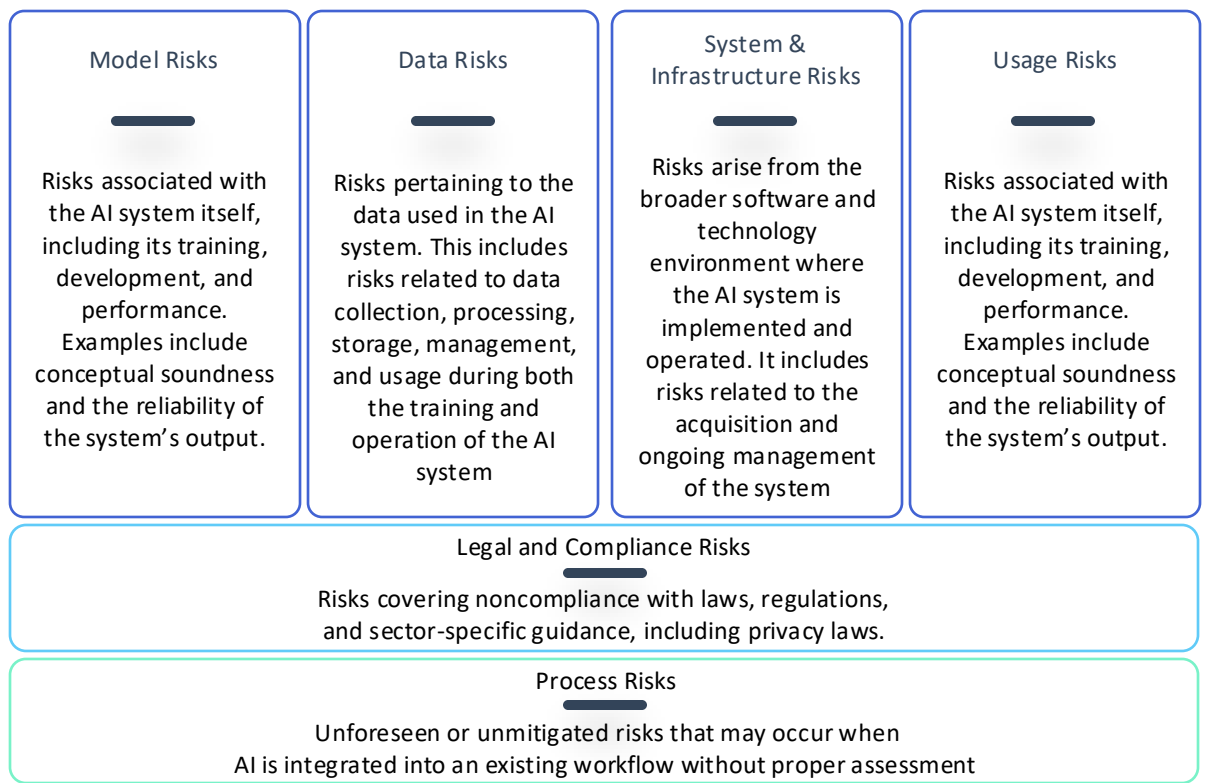 Model Risks
Risks associated with
the AI system itself,
including its training,
development, and
performance.
Examples include
conceptual soundness
and the reliability of
the system's output.
Data Risks
Risks pertaining to the
data used in the AI
system. This includes
risks related to data
collection, processing,
storage, management,
and usage during both
the training and
operation of the AI
system
System &
Infrastructure Risks
Risks arise from the
broader software and
technology
environment where
the AI system is
implemented and
operated. It includes
risks related to the
acquisition and
ongoing management
of the system
Usage Risks
Risks associated with
the AI system itself,
including its training,
development, and
performance.
Examples include
conceptual soundness
and the reliability of
the system's output.
Legal and Compliance Risks
Risks covering noncompliance with laws, regulations,
and sector-specific guidance, including privacy laws.
Process Risks
Unforeseen or unmitigated risks that may occur when
AI is integrated into an existing workflow without proper assessment